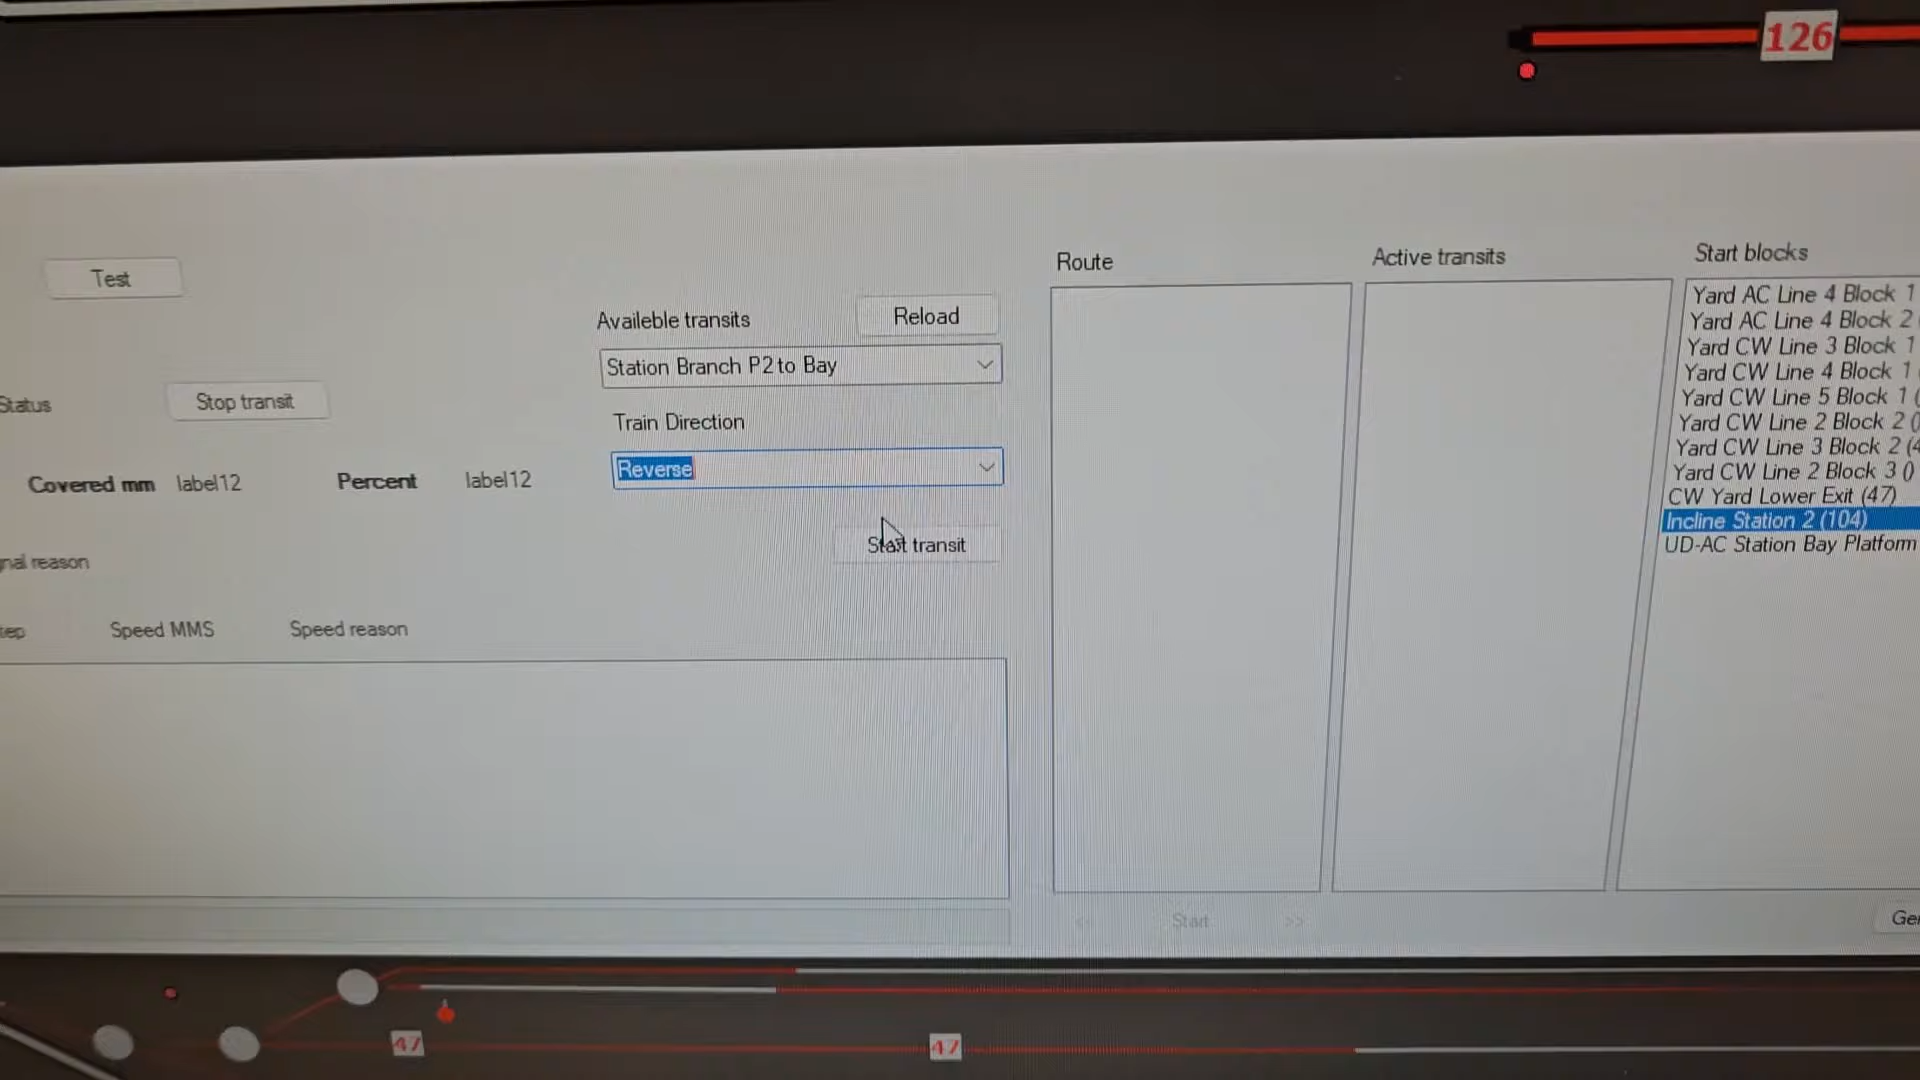 126
Test
Status
Stop transit
Covered mm label12 Percent label12
nal reason
tep Speed MMS Speed reason
Availeble transits
Reload
Station Branch P2 to Bay
Train Direction
Reverse
Start transit
Route
Start
>>
Active transits
Start blocks
Yard AC Line 4 Block 1
Yard AC Line 4 Block 2
Yard CW Line 3 Block 1
Yard CW Line 4 Block 1
Yard CW Line 5 Block 1 (
Yard CW Line 2 Block 2 ()
Yard CW Line 3 Block 2 (4
Yard CW Line 2 Block 3 ()
CW Yard Lower Exit (47)
Incline Station 2 (104)
UD-AC Station Bay Platform
Ger
47
47